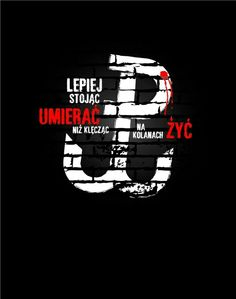 LEPIEJ
STOJĄC
UMIERAĆ
NIŻ KLĘCZĄC
NA
KOLANACH
ŻYĆ